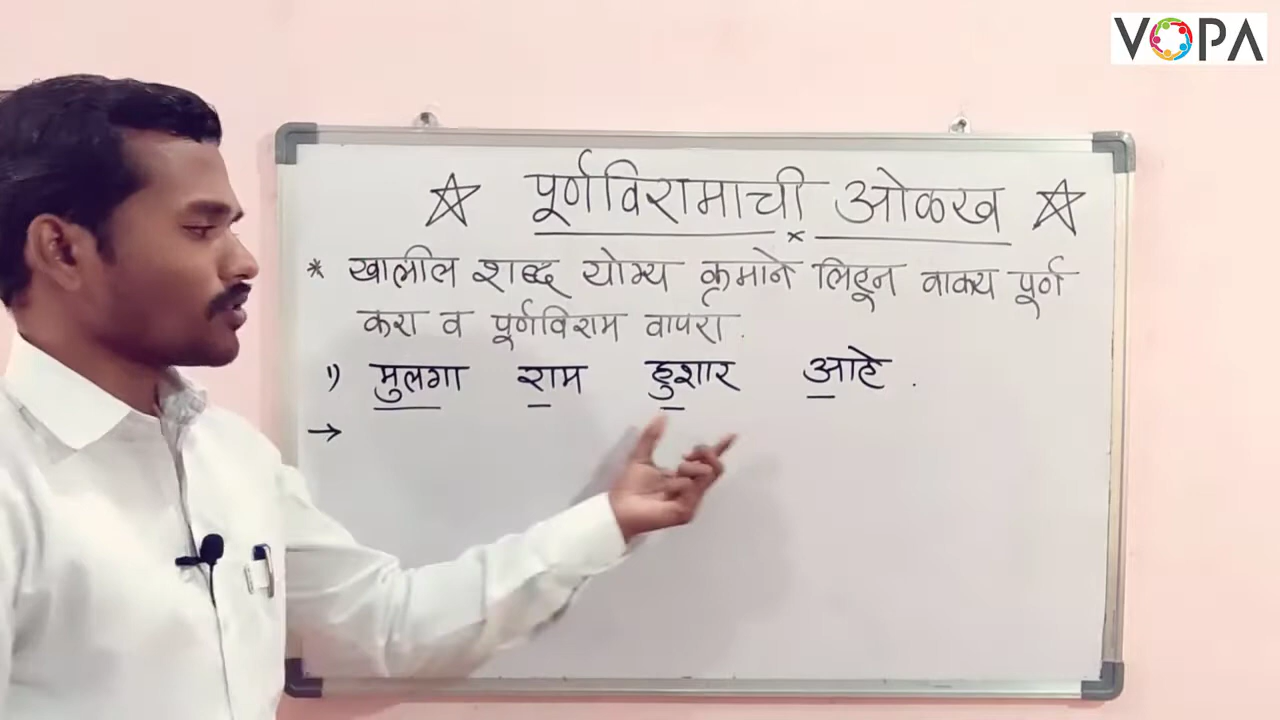 VOPA
☆ पूर्णविरामाची ओळख ☆
* खालील शब्द योग्य क्रमाने लिहून वाक्य पूर्ण
करा व पूर्णविराम वापरा.
१) मुलगा राम हुशार आहे .
→